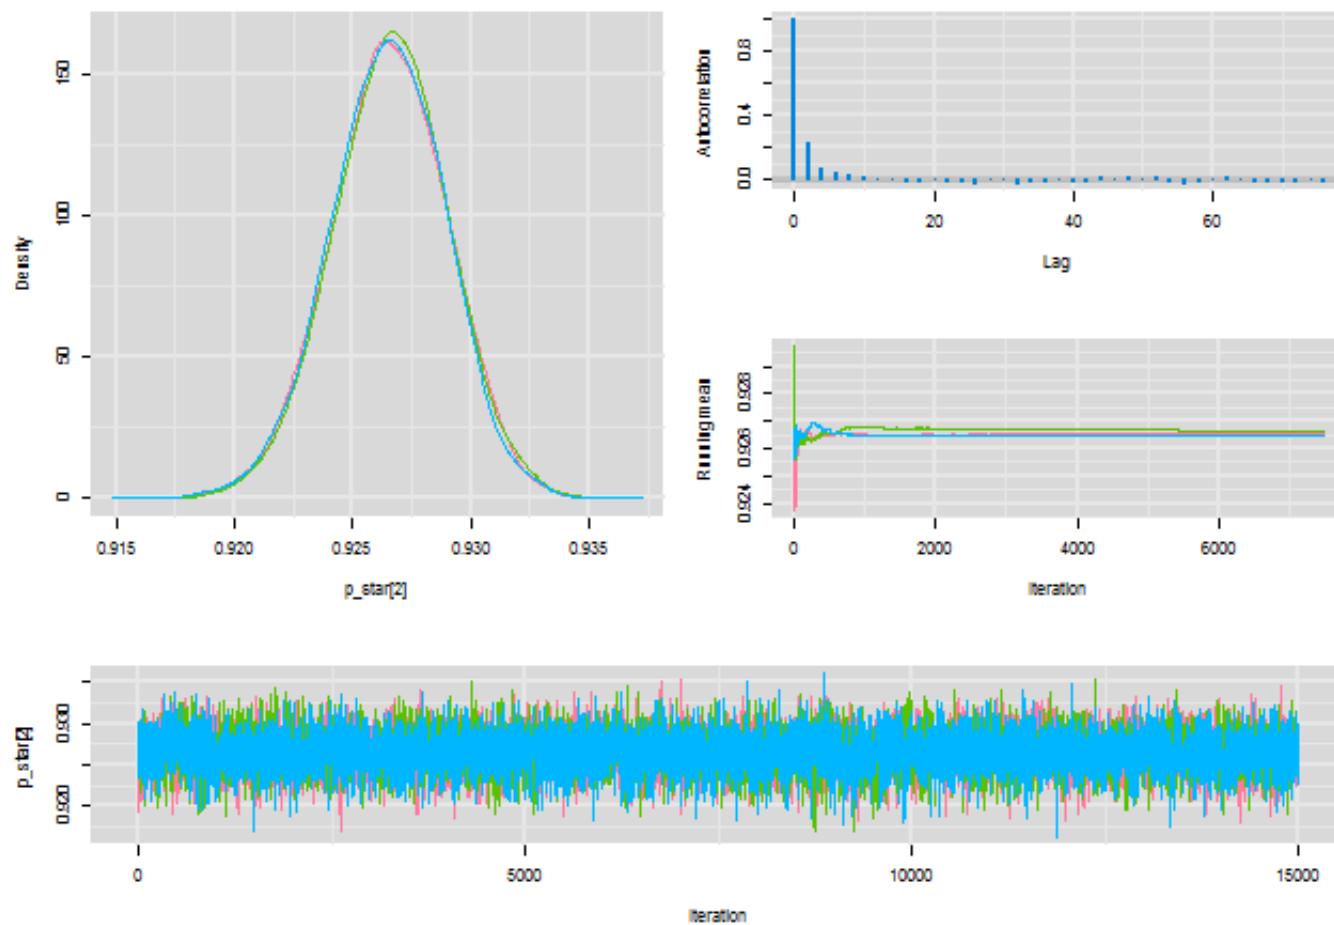 150
100
50
0
Density
0.915 0.920 0.925 0.930 0.935
p_star[2]
0.8
0.4
0.0
Autocorrelation
0 20 40 60
Lag
0.928
0.926
0.924
Running mean
0 2000 4000 6000
Iteration
0.930
0.920
p_star[2]
0 5000 10000 15000
Iteration